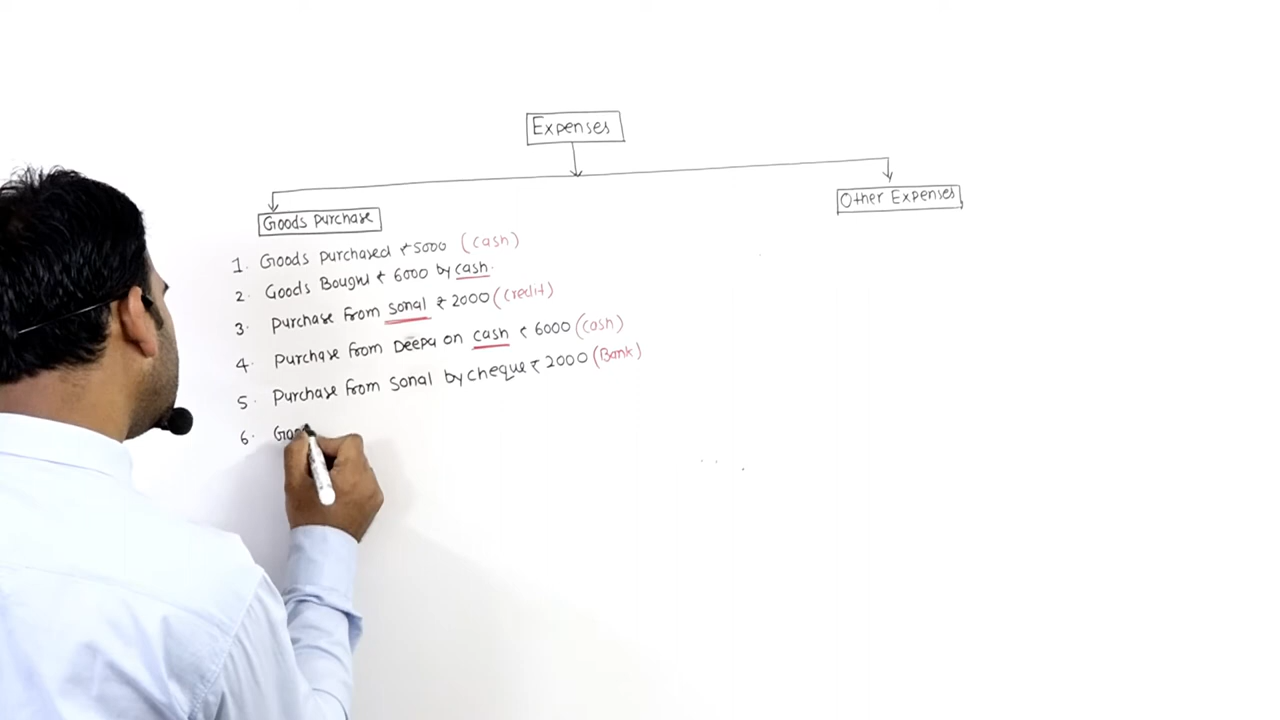 Expenses
Goods Purchase
Other Expenses
1. Goods purchased ₹5000 (cash)
2. Goods Bought ₹ 6000 by cash.
3. Purchase from Sonal ₹ 2000 (credit)
4. Purchase from Deepa on cash ₹ 6000 (cash)
5. Purchase from Sonal by cheque ₹ 2000 (Bank)
6.